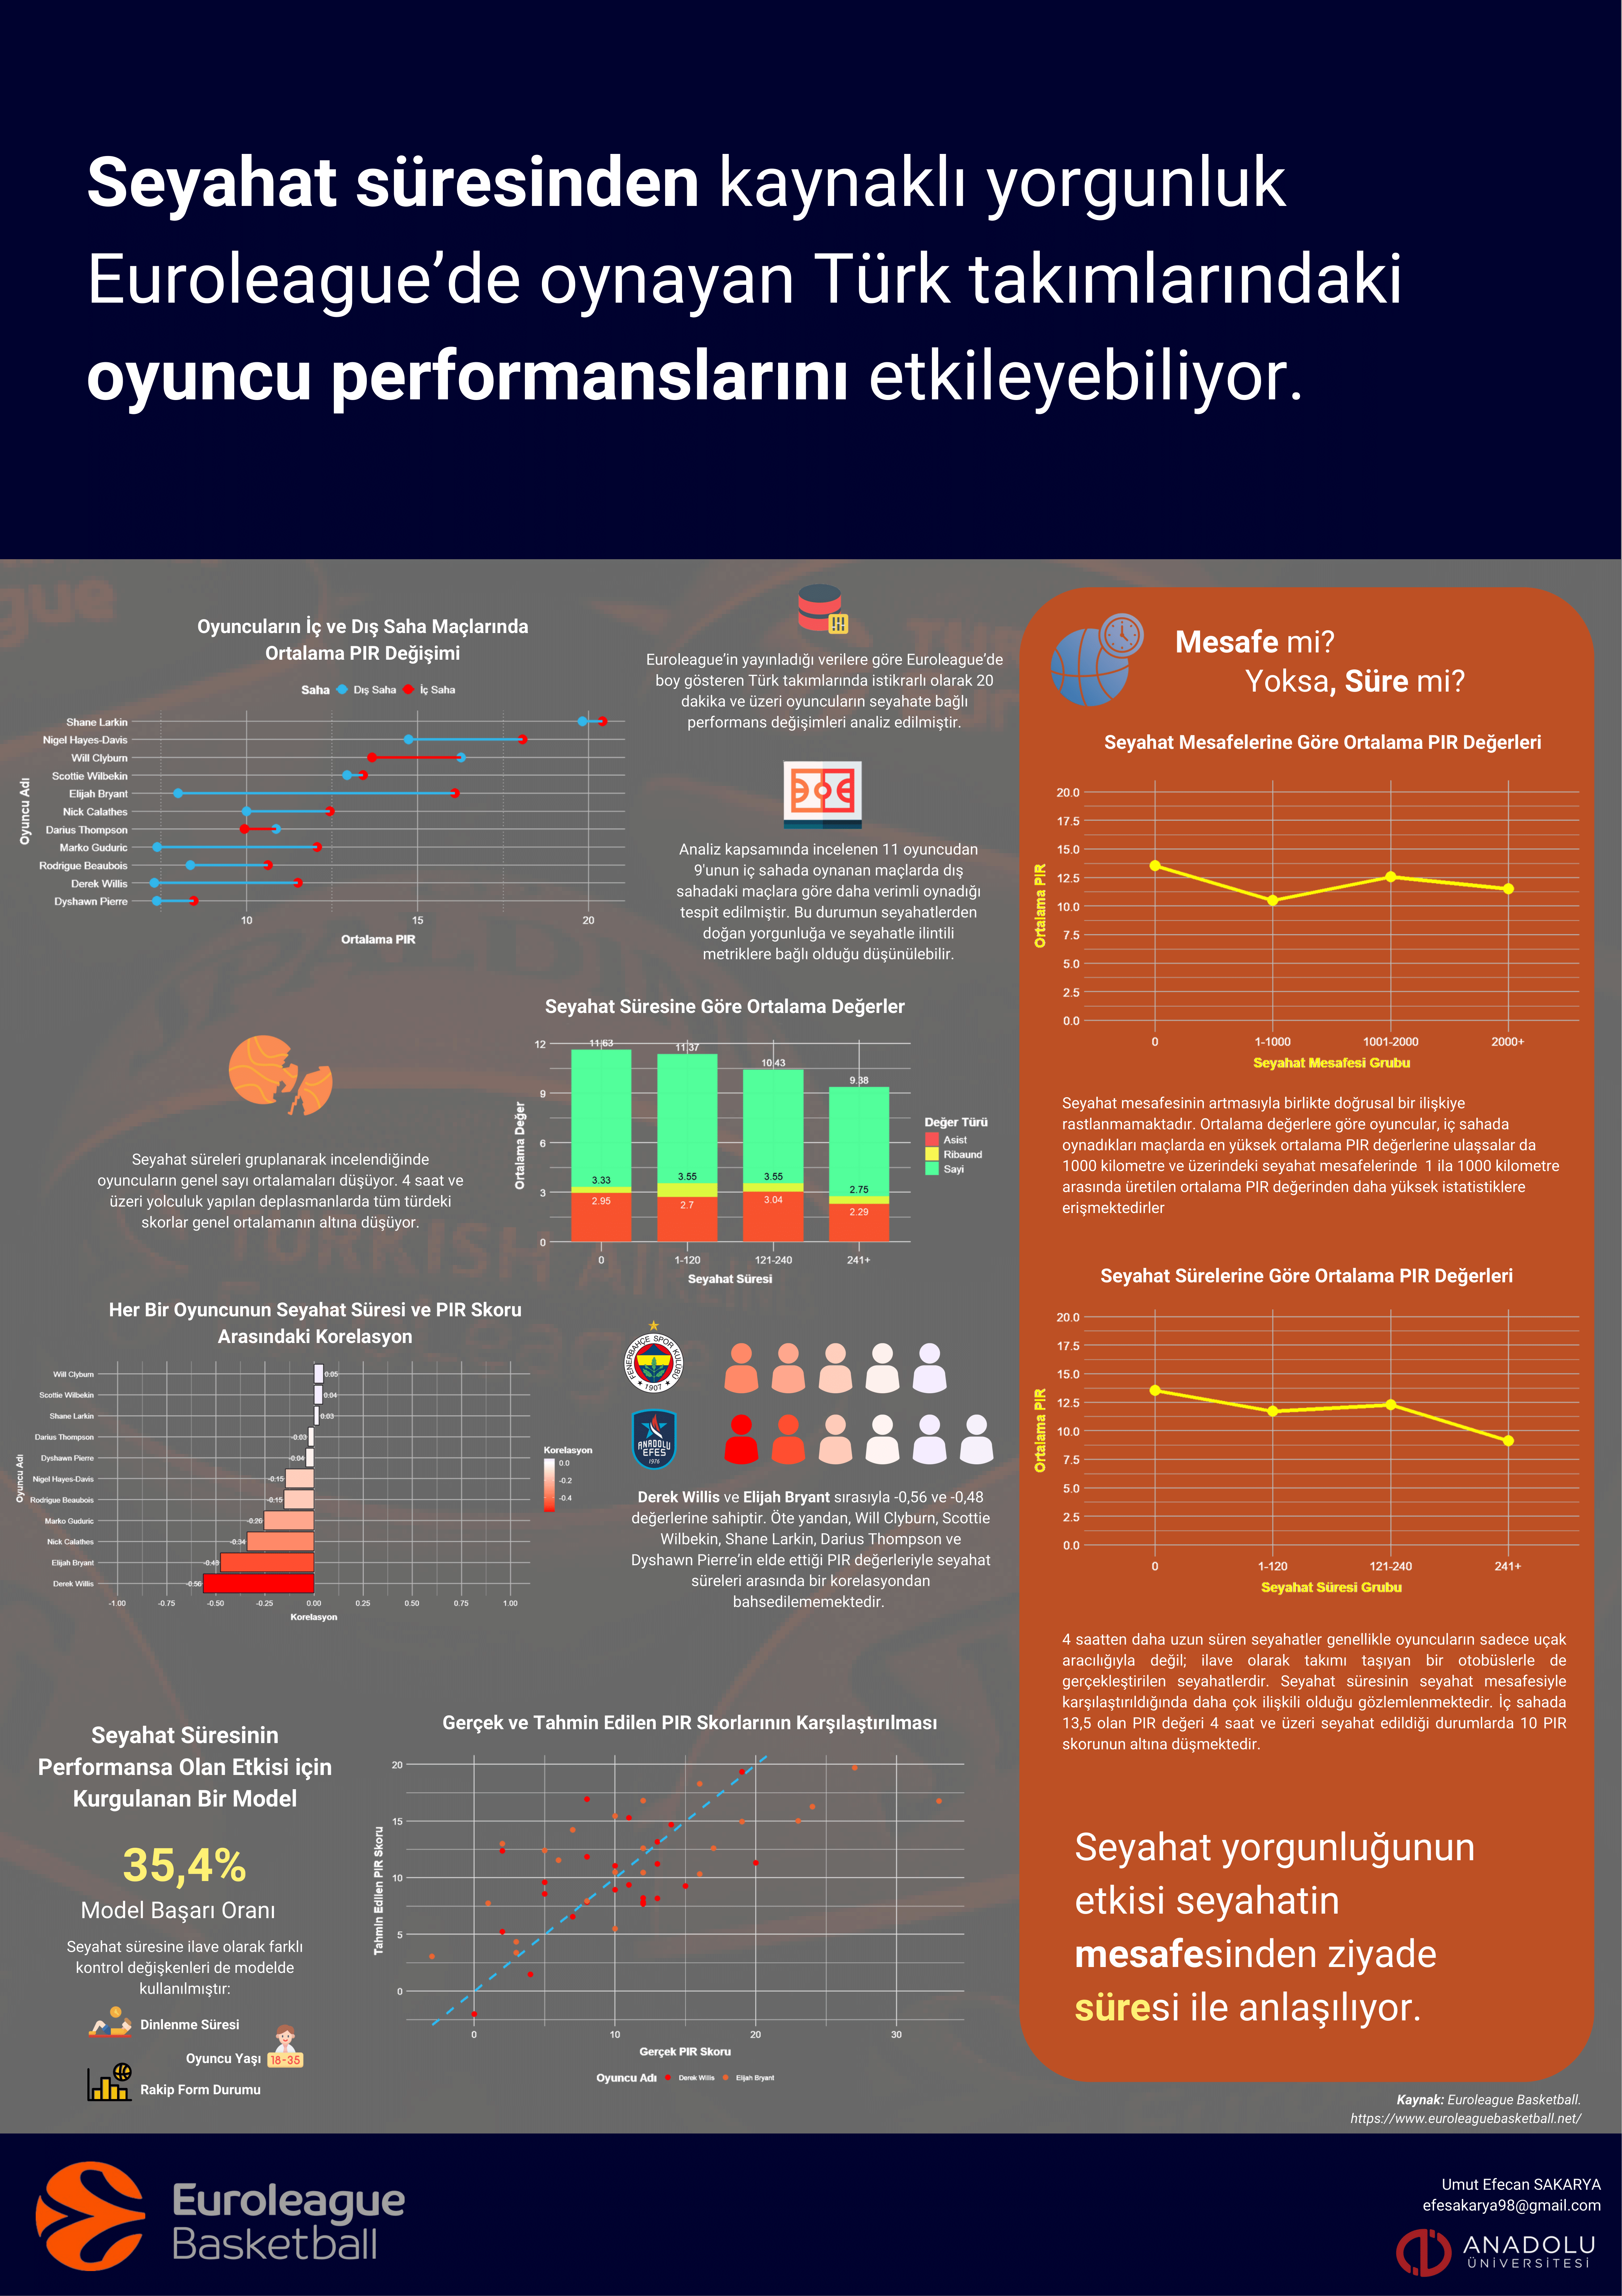 Seyahat süresinden kaynaklı yorgunluk
Euroleague’de oynayan Türk takımlarındaki
oyuncu performanslarını etkileyebiliyor.
Oyuncuların İç ve Dış Saha Maçlarında
Ortalama PIR Değişimi
Saha Dış Saha İç Saha
Oyuncu Adı
Shane Larkin
Nigel Hayes-Davis
Will Clyburn
Scottie Wilbekin
Elijah Bryant
Nick Calathes
Darius Thompson
Marko Guduric
Rodrigue Beaubois
Derek Willis
Dyshawn Pierre
10 15 20
Ortalama PIR
Euroleague’in yayınladığı verilere göre Euroleague’de
boy gösteren Türk takımlarında istikrarlı olarak 20
dakika ve üzeri oyuncuların seyahate bağlı
performans değişimleri analiz edilmiştir.
Analiz kapsamında incelenen 11 oyuncudan
9'unun iç sahada oynanan maçlarda dış
sahadaki maçlara göre daha verimli oynadığı
tespit edilmiştir. Bu durumun seyahatlerden
doğan yorgunluğa ve seyahatle ilintili
metriklere bağlı olduğu düşünülebilir.
Seyahat süreleri gruplanarak incelendiğinde
oyuncuların genel sayı ortalamaları düşüyor. 4 saat ve
üzeri yolculuk yapılan deplasmanlarda tüm türdeki
skorlar genel ortalamanın altına düşüyor.
Seyahat Süresine Göre Ortalama Değerler
Ortalama Değer
12
9
6
3
0
11.63 11.37 10.43 9.38
3.33 3.55 3.55 2.75
2.95 2.7 3.04 2.29
0 1-120 121-240 241+
Seyahat Süresi
Değer Türü
Asist
Ribaund
Sayi
Her Bir Oyuncunun Seyahat Süresi ve PIR Skoru
Arasındaki Korelasyon
Oyuncu Adı
Will Clyburn 0.05
Scottie Wilbekin 0.04
Shane Larkin 0.03
Darius Thompson -0.03
Dyshawn Pierre -0.04
Nigel Hayes-Davis -0.15
Rodrigue Beaubois -0.15
Marko Guduric -0.26
Nick Calathes -0.34
Elijah Bryant -0.48
Derek Willis -0.56
-1.00 -0.75 -0.50 -0.25 0.00 0.25 0.50 0.75 1.00
Korelasyon
Korelasyon
0.0
-0.2
-0.4
FENERBAHÇE SPOR KULÜBÜ
1907
ANADOLU
EFES
1976
Derek Willis ve Elijah Bryant sırasıyla -0,56 ve -0,48
değerlerine sahiptir. Öte yandan, Will Clyburn, Scottie
Wilbekin, Shane Larkin, Darius Thompson ve
Dyshawn Pierre’in elde ettiği PIR değerleriyle seyahat
süreleri arasında bir korelasyondan
bahsedilememektedir.
Seyahat Süresinin
Performansa Olan Etkisi için
Kurgulanan Bir Model
35,4%
Model Başarı Oranı
Seyahat süresine ilave olarak farklı
kontrol değişkenleri de modelde
kullanılmıştır:
Dinlenme Süresi
Oyuncu Yaşı
18-35
Rakip Form Durumu
Gerçek ve Tahmin Edilen PIR Skorlarının Karşılaştırılması
Tahmin Edilen PIR Skoru
20
15
10
5
0
0 10 20 30
Gerçek PIR Skoru
Oyuncu Adı Derek Willis Elijah Bryant
Mesafe mi?
Yoksa, Süre mi?
Seyahat Mesafelerine Göre Ortalama PIR Değerleri
Ortalama PIR
20.0
17.5
15.0
12.5
10.0
7.5
5.0
2.5
0.0
0 1-1000 1001-2000 2000+
Seyahat Mesafesi Grubu
Seyahat mesafesinin artmasıyla birlikte doğrusal bir ilişkiye
rastlanmamaktadır. Ortalama değerlere göre oyuncular, iç sahada
oynadıkları maçlarda en yüksek ortalama PIR değerlerine ulaşsalar da
1000 kilometre ve üzerindeki seyahat mesafelerinde 1 ila 1000 kilometre
arasında üretilen ortalama PIR değerinden daha yüksek istatistiklere
erişmektedirler
Seyahat Sürelerine Göre Ortalama PIR Değerleri
Ortalama PIR
20.0
17.5
15.0
12.5
10.0
7.5
5.0
2.5
0.0
0 1-120 121-240 241+
Seyahat Süresi Grubu
4 saatten daha uzun süren seyahatler genellikle oyuncuların sadece uçak
aracılığıyla değil; ilave olarak takımı taşıyan bir otobüslerle de
gerçekleştirilen seyahatlerdir. Seyahat süresinin seyahat mesafesiyle
karşılaştırıldığında daha çok ilişkili olduğu gözlemlenmektedir. İç sahada
13,5 olan PIR değeri 4 saat ve üzeri seyahat edildiği durumlarda 10 PIR
skorunun altına düşmektedir.
Seyahat yorgunluğunun
etkisi seyahatin
mesafesinden ziyade
süresi ile anlaşılıyor.
Kaynak: Euroleague Basketball.
https://www.euroleaguebasketball.net/
Euroleague
Basketball
Umut Efecan SAKARYA
efesakarya98@gmail.com
ANADOLU
ÜNİVERSİTESİ